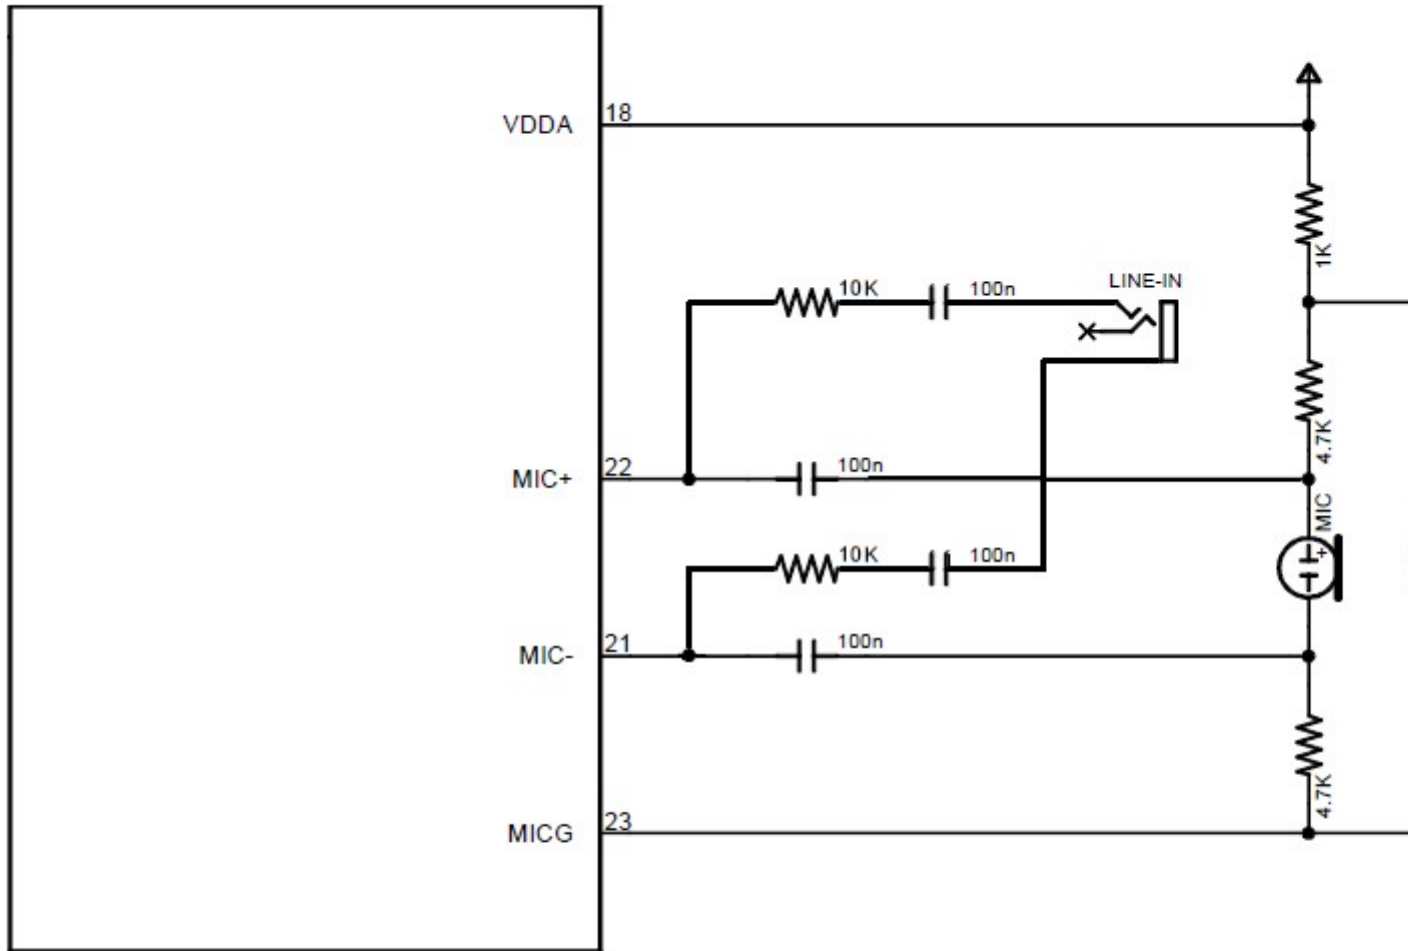 VDDA 18
1K
LINE-IN
10K 100n
4.7K
MIC+ 22 100n
MIC
+
10K 100n
MIC- 21 100n
4.7K
MICG 23